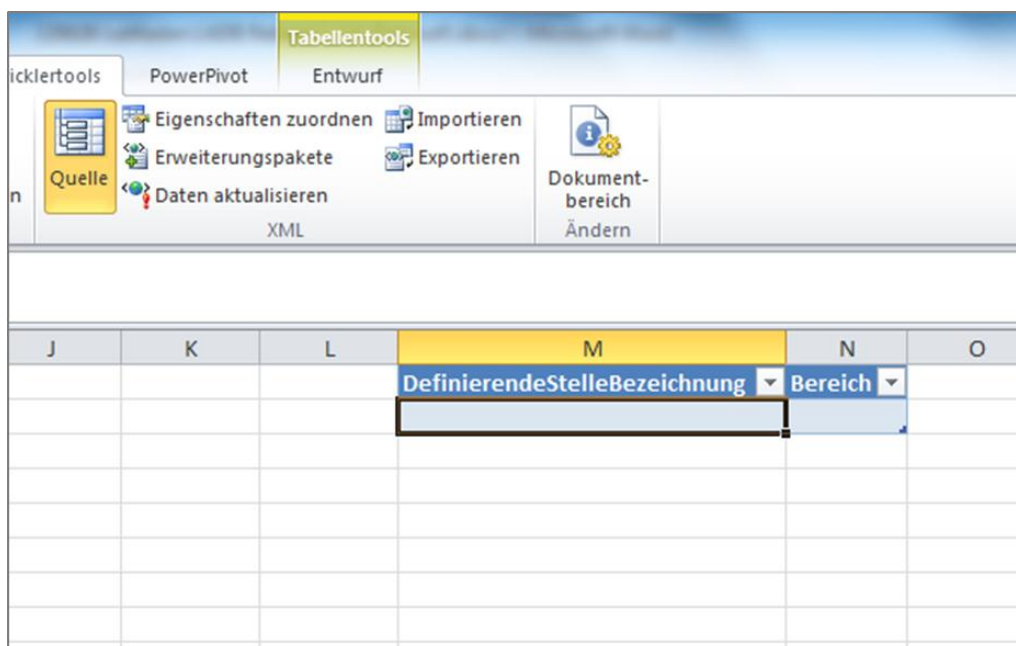 Tabellentools
icklertools PowerPivot Entwurf
Eigenschaften zuordnen Importieren
Erweiterungspakete Exportieren
Quelle Dokument-
n Daten aktualisieren bereich
XML Ändern
J K L M N O
DefinierendeStelleBezeichnung Bereich